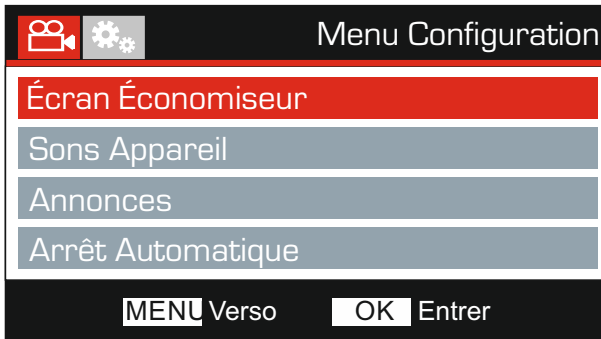 Menu Configuration
Écran Économiseur
Sons Appareil
Annonces
Arrêt Automatique
MENU Verso OK Entrer